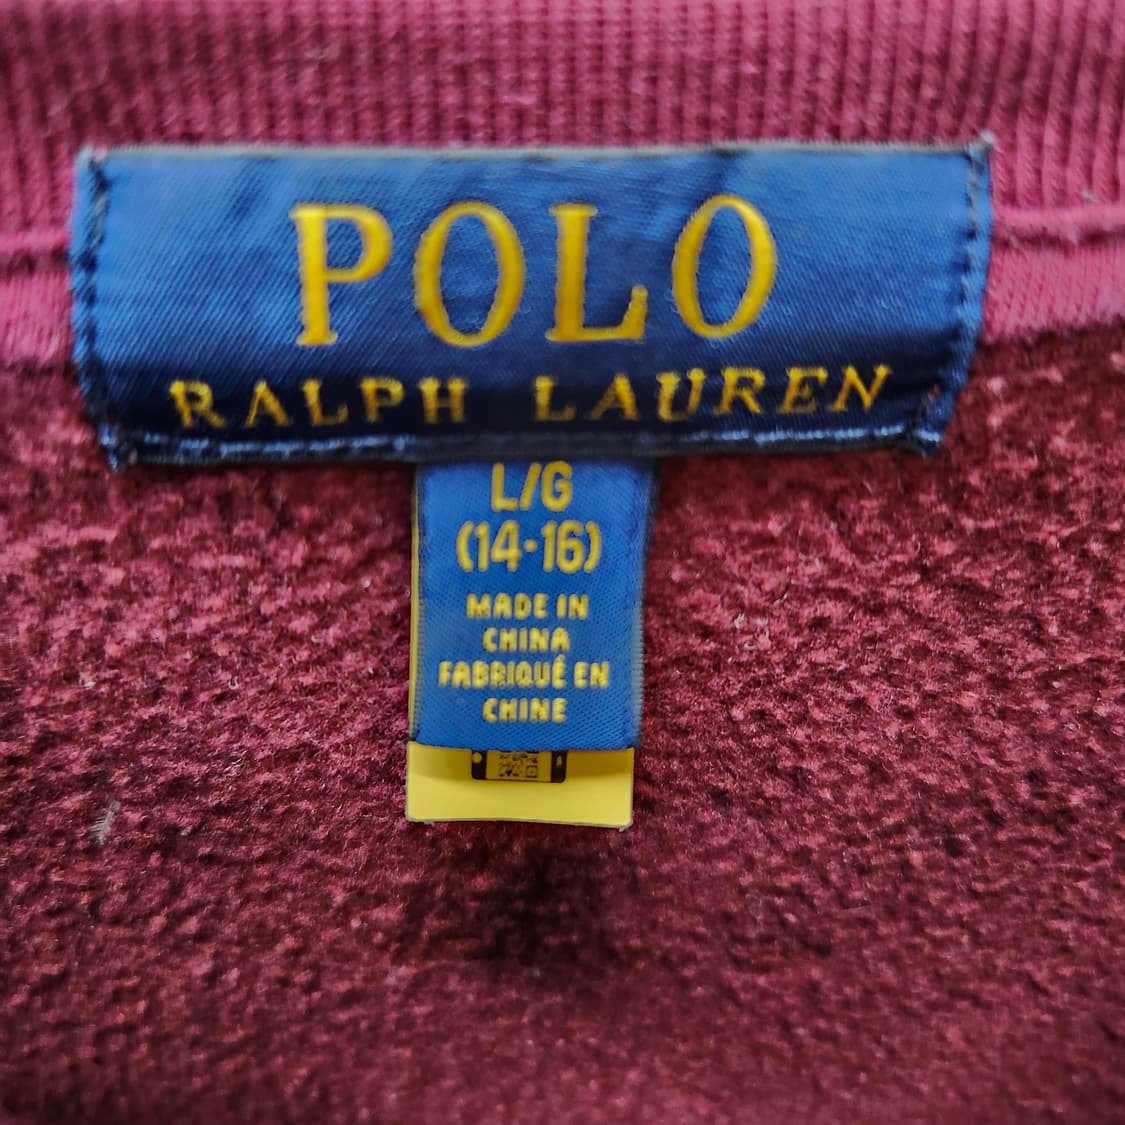 POLO
RALPH LAUREN
L/G
(14-16)
MADE IN
CHINA
FABRIQUÉ EN
CHINE